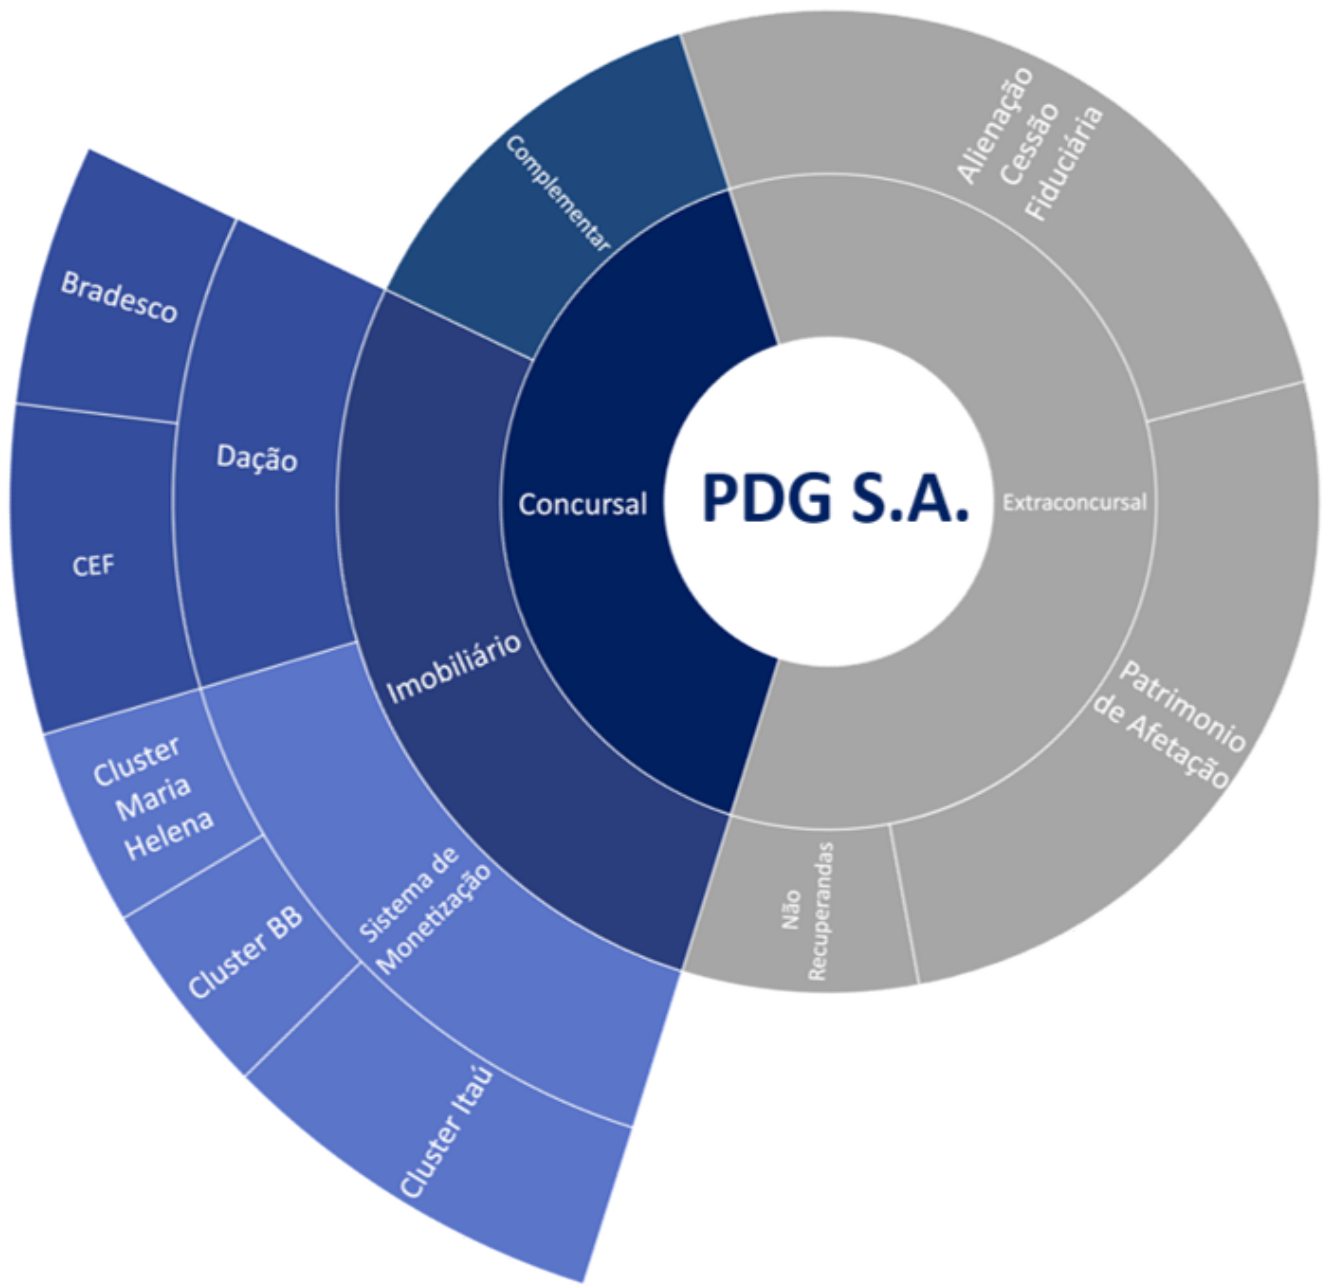 PDG S.A.
Concursal
Extraconcursal
Complementar
Imobiliário
Dação
Bradesco
CEF
Sistema de
Monetização
Cluster
Maria
Helena
Cluster BB
Cluster Itaú
Alienação
Cessão
Fiduciária
Patrimonio
de Afetação
Não
Recuperandas